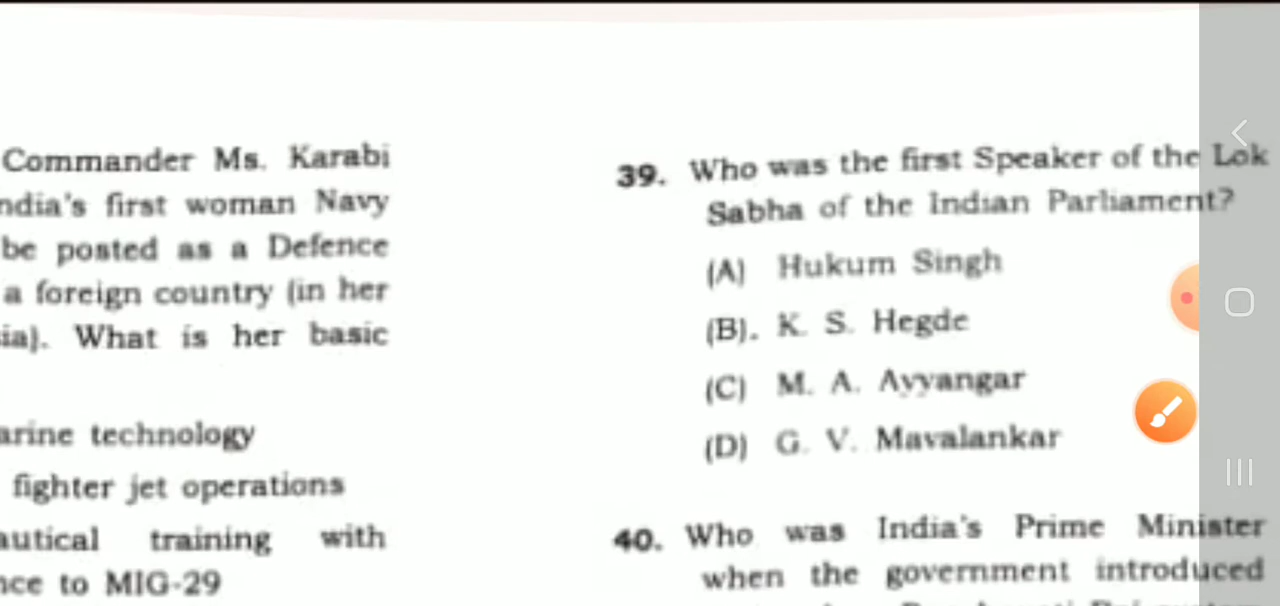 Commander Ms. Karabi
ndia's first woman Navy
be posted as a Defence
a foreign country (in her
sia). What is her basic
arine technology
fighter jet operations
autical training with
nce to MIG-29
39. Who was the first Speaker of the Lok
Sabha of the Indian Parliament?
(A) Hukum Singh
(B). K. S. Hegde
(C) M. A. Ayyangar
(D) G. V. Mavalankar
40. Who was India's Prime Minister
when the government introduced